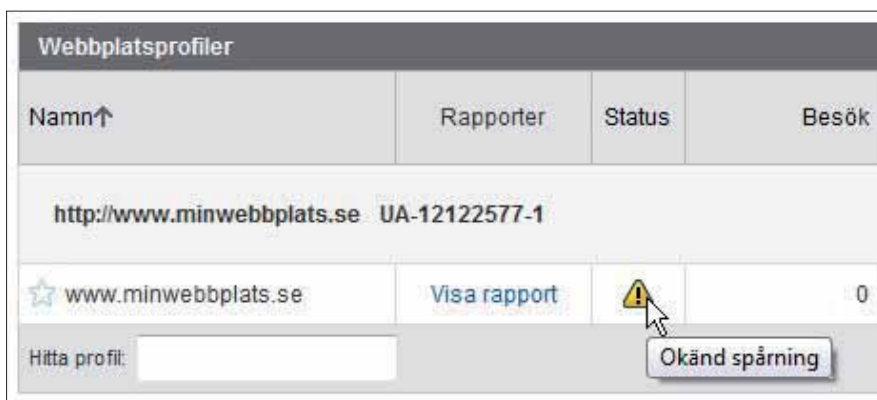 Webbplatsprofiler
Namn↑ Rapporter Status Besök
http://www.minwebbplats.se UA-12122577-1
www.minwebbplats.se Visa rapport 0
Hitta profil: Okänd spårning